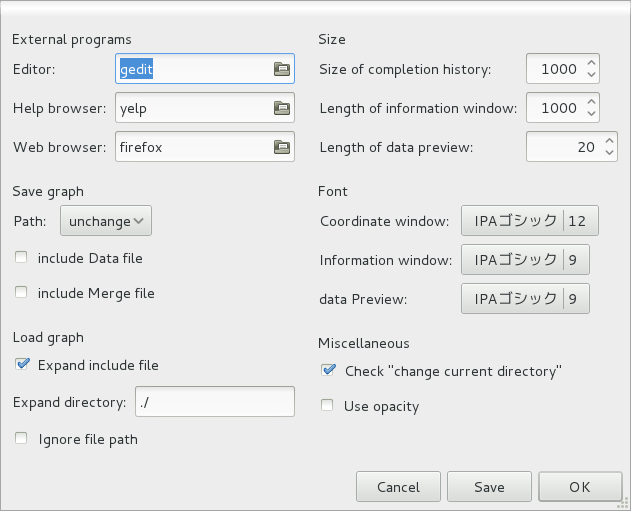 External programs
Editor: gedit
Help browser: yelp
Web browser: firefox
Save graph
Path: unchange
include Data file
include Merge file
Load graph
Expand include file
Expand directory: ./
Ignore file path
Size
Size of completion history: 1000
Length of information window: 1000
Length of data preview: 20
Font
Coordinate window: IPAゴシック 12
Information window: IPAゴシック 9
data Preview: IPAゴシック 9
Miscellaneous
Check "change current directory"
Use opacity
Cancel Save OK